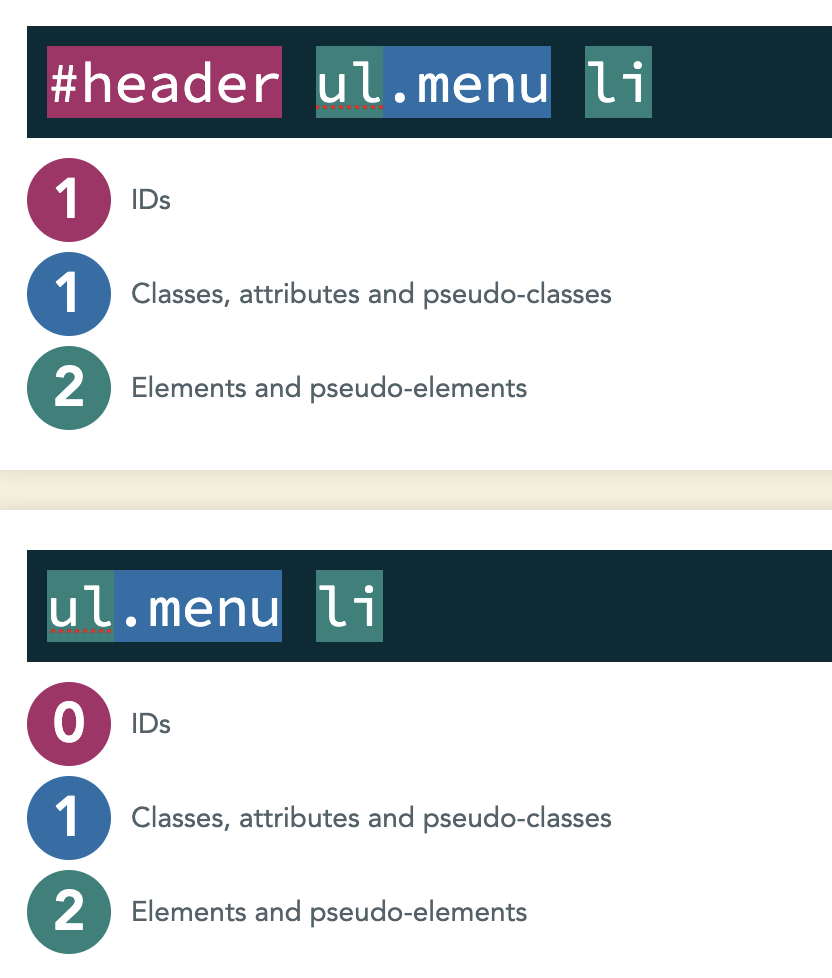 #header ul.menu li
1 IDs
1 Classes, attributes and pseudo-classes
2 Elements and pseudo-elements
ul.menu li
0 IDs
1 Classes, attributes and pseudo-classes
2 Elements and pseudo-elements